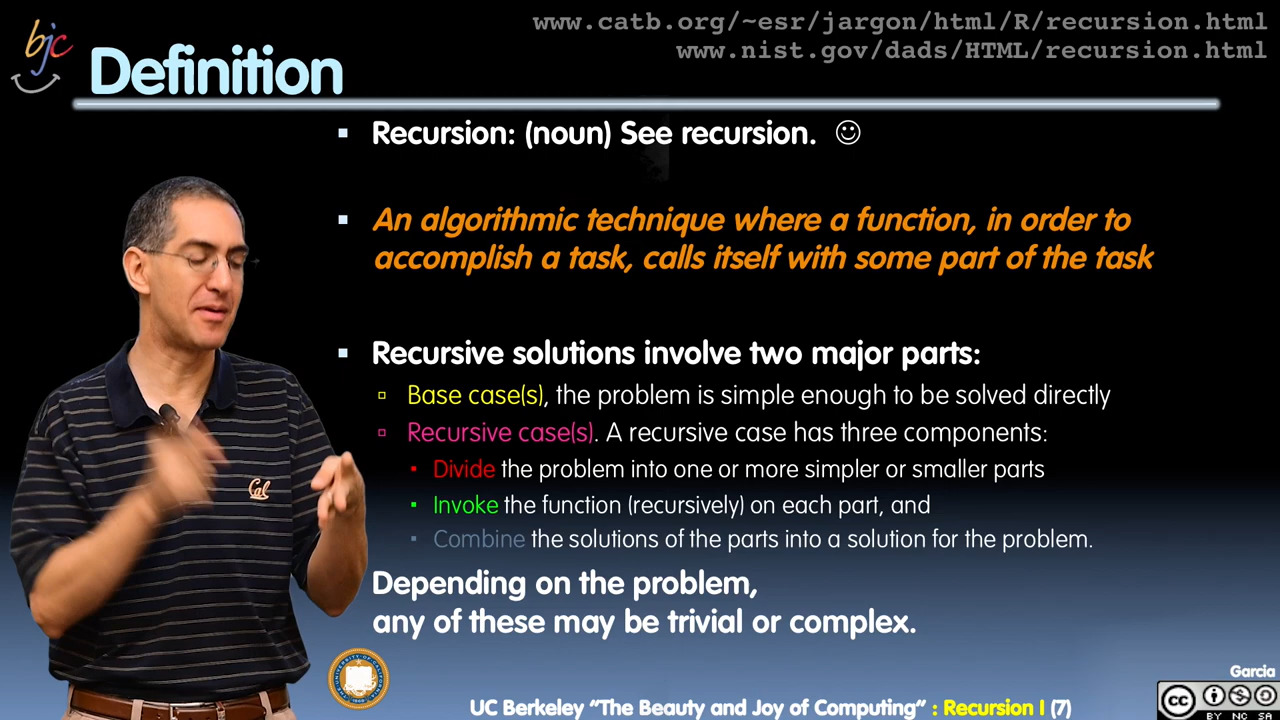 bjc
www.catb.org/~esr/jargon/html/R/recursion.html
www.nist.gov/dads/HTML/recursion.html
Definition
Recursion: (noun) See recursion. ☺
An algorithmic technique where a function, in order to
accomplish a task, calls itself with some part of the task
Recursive solutions involve two major parts:
Base case(s), the problem is simple enough to be solved directly
Recursive case(s). A recursive case has three components:
Divide the problem into one or more simpler or smaller parts
Invoke the function (recursively) on each part, and
Combine the solutions of the parts into a solution for the problem.
Depending on the problem,
any of these may be trivial or complex.
Cal
Garcia
UC Berkeley “The Beauty and Joy of Computing” : Recursion I (7)
cc
BY NC SA